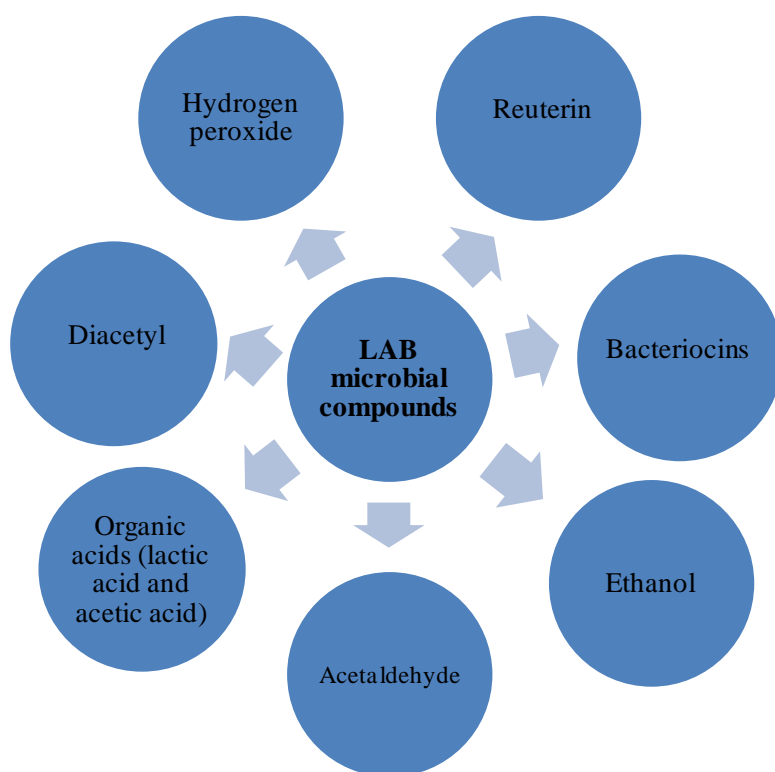 Hydrogen
peroxide
Reuterin
Diacetyl
LAB
microbial
compounds
Bacteriocins
Organic
acids (lactic
acid and
acetic acid)
Ethanol
Acetaldehyde